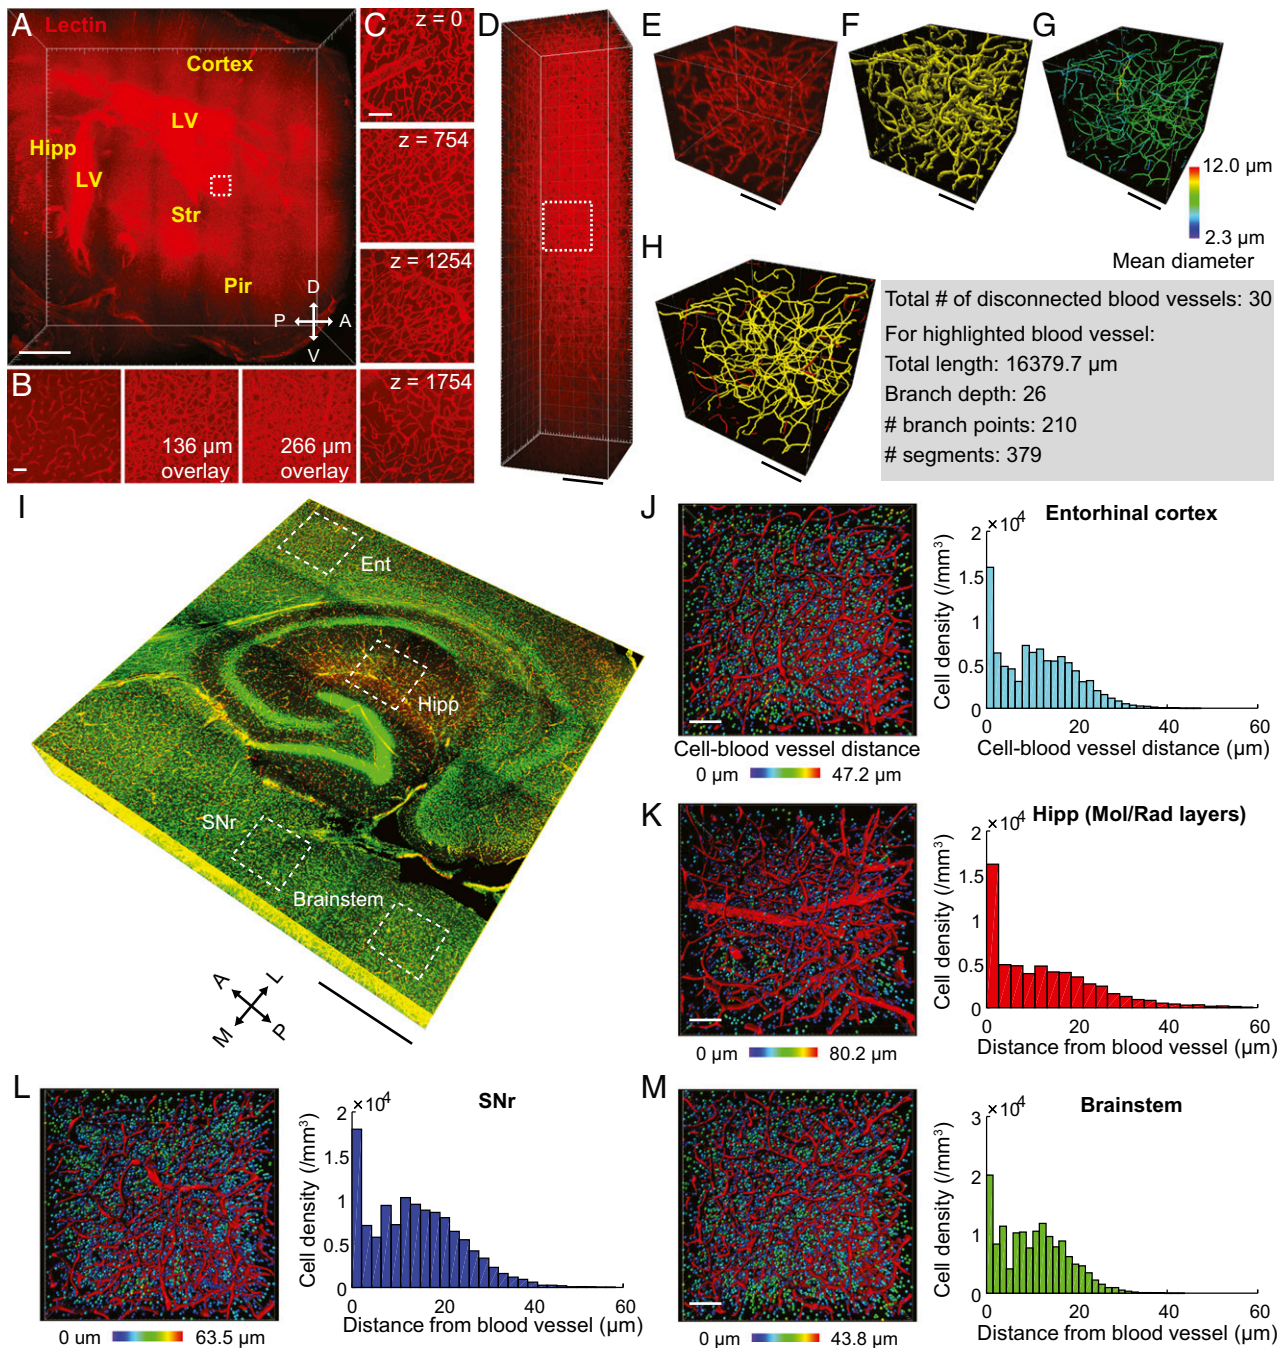 A
Lectin
Cortex
LV
Hipp
LV
Str
Pir
D
P
A
V
B
136 μm
overlay
266 μm
overlay
C
z = 0
z = 754
z = 1254
z = 1754
D
E
F
G
12.0 μm
2.3 μm
Mean diameter
H
Total # of disconnected blood vessels: 30
For highlighted blood vessel:
Total length: 16379.7 μm
Branch depth: 26
# branch points: 210
# segments: 379
I
Ent
Hipp
SNr
Brainstem
A
L
M
P
J
Cell-blood vessel distance
0 μm
47.2 μm
Entorhinal cortex
×10⁴
2
1.5
1
0.5
0
Cell density (/mm³)
0
20
40
60
Cell-blood vessel distance (μm)
K
0 μm
80.2 μm
Hipp (Mol/Rad layers)
×10⁴
2
1.5
1
0.5
0
Cell density (/mm³)
0
20
40
60
Distance from blood vessel (μm)
L
0 um
63.5 μm
SNr
×10⁴
2
1.5
1
0.5
0
Cell density (/mm³)
0
20
40
60
Distance from blood vessel (μm)
M
0 μm
43.8 μm
Brainstem
×10⁴
3
2
1
0
Cell density (/mm³)
0
20
40
60
Distance from blood vessel (μm)